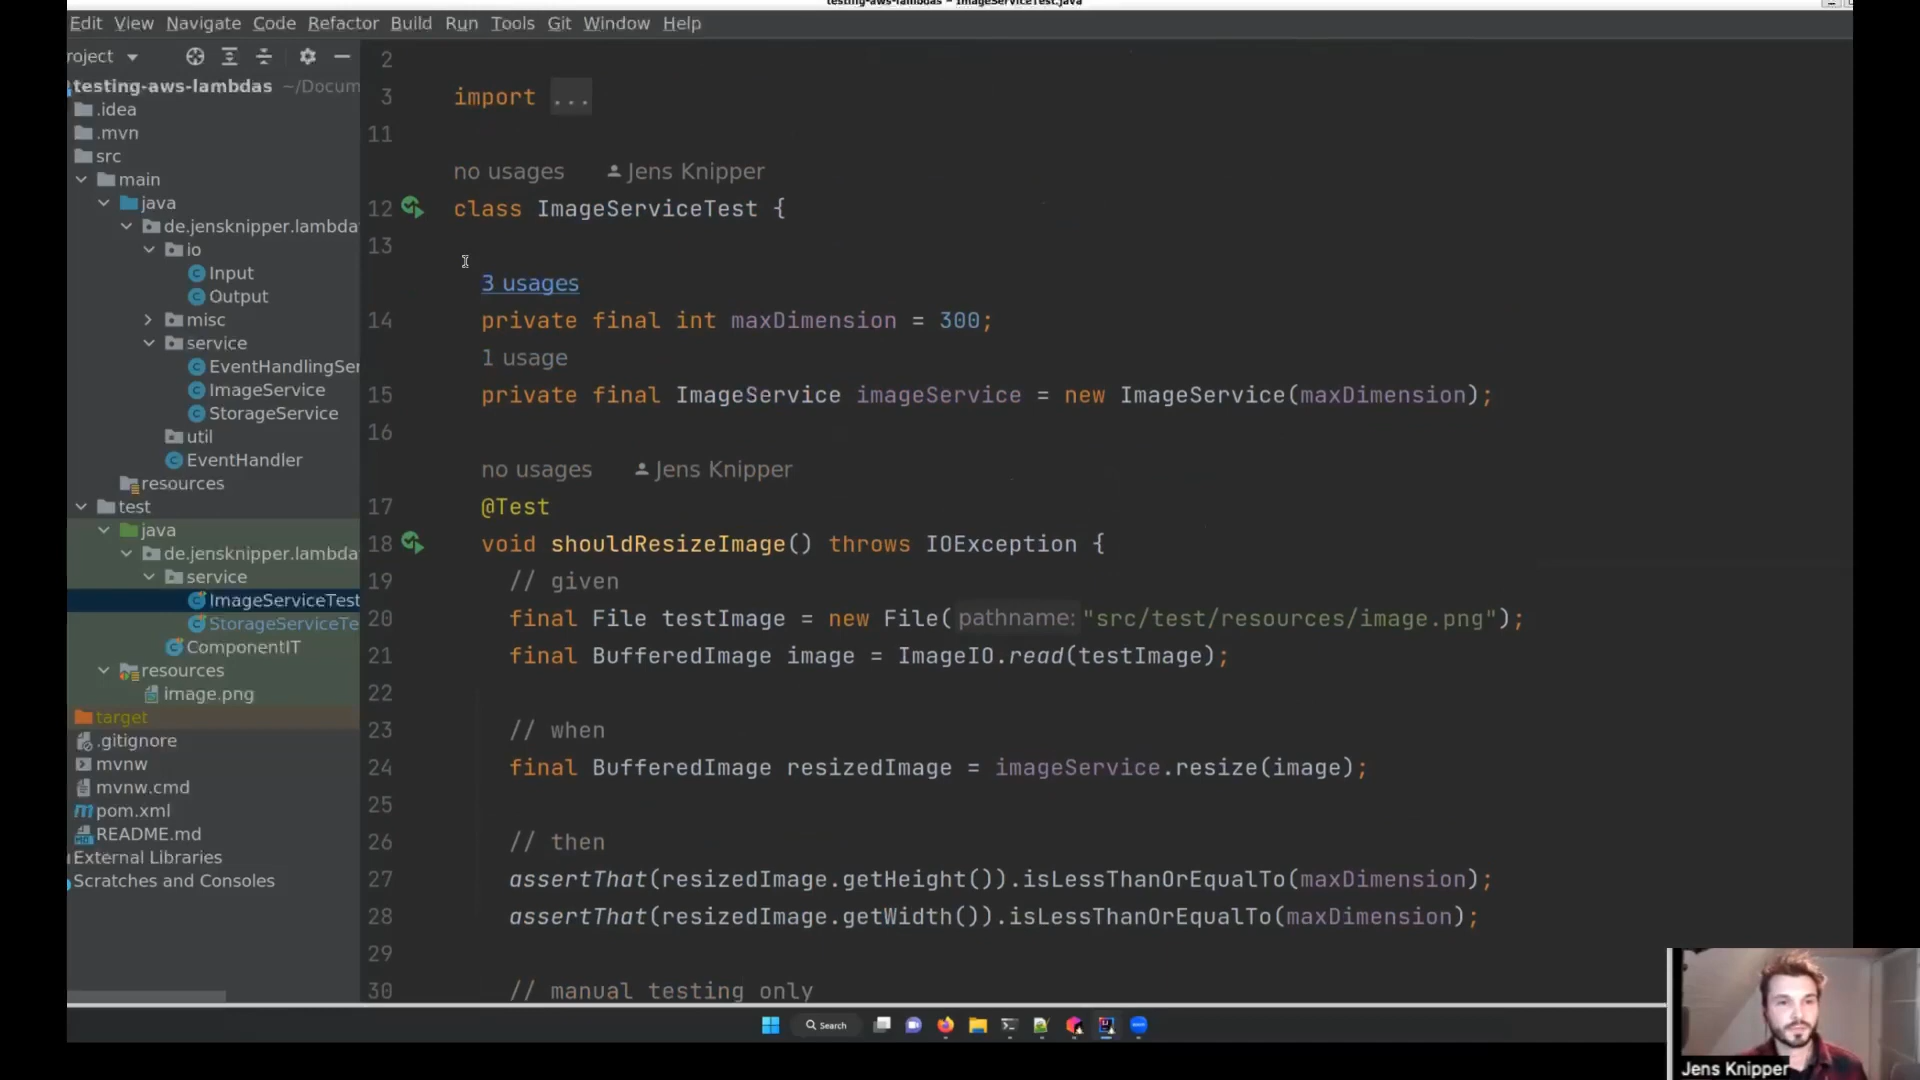 testing-aws-lambdas – ImageServiceTest.java
Edit View Navigate Code Refactor Build Run Tools Git Window Help
roject
testing-aws-lambdas ~/Docum
.idea
.mvn
src
main
java
de.jensknipper.lambda
io
Input
Output
misc
service
EventHandlingSer
ImageService
StorageService
util
EventHandler
resources
test
java
de.jensknipper.lambda
service
ImageServiceTest
StorageServiceTe
ComponentIT
resources
image.png
target
.gitignore
mvnw
mvnw.cmd
pom.xml
README.md
External Libraries
Scratches and Consoles
2
3 import ...
11
no usages Jens Knipper
12 class ImageServiceTest {
13
3 usages
14 private final int maxDimension = 300;
1 usage
15 private final ImageService imageService = new ImageService(maxDimension);
16
no usages Jens Knipper
17 @Test
18 void shouldResizeImage() throws IOException {
19 // given
20 final File testImage = new File( pathname: "src/test/resources/image.png");
21 final BufferedImage image = ImageIO.read(testImage);
22
23 // when
24 final BufferedImage resizedImage = imageService.resize(image);
25
26 // then
27 assertThat(resizedImage.getHeight()).isLessThanOrEqualTo(maxDimension);
28 assertThat(resizedImage.getWidth()).isLessThanOrEqualTo(maxDimension);
29
30 // manual testing only
Search
Jens Knipper